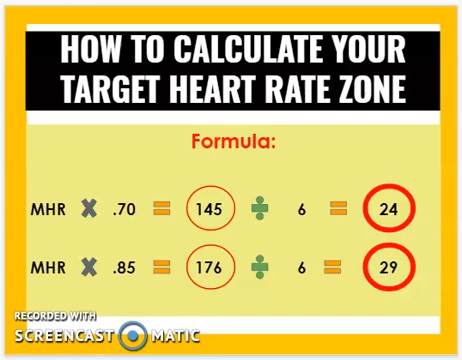 HOW TO CALCULATE YOUR
TARGET HEART RATE ZONE
Formula:
MHR × .70 = 145 ÷ 6 = 24
MHR × .85 = 176 ÷ 6 = 29
RECORDED WITH
SCREENCAST MATIC